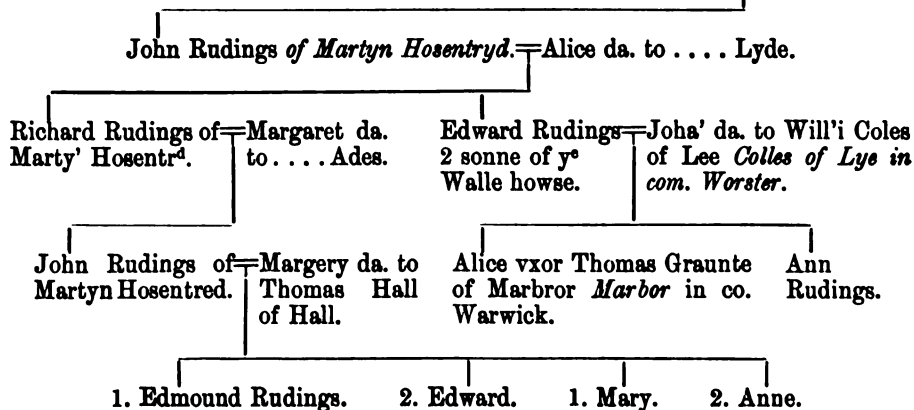 John Rudings of Martyn Hosentryd.=Alice da. to .... Lyde.
Richard Rudings of=Margaret da.
Marty' Hosentrᵈ. to .... Ades.
Edward Rudings=Joha' da. to Will'i Coles
2 sonne of yᵉ of Lee Colles of Lye in
Walle howse. com. Worster.
John Rudings of=Margery da. to
Martyn Hosentred. Thomas Hall
of Hall.
Alice vxor Thomas Graunte
of Marbror Marbor in co.
Warwick.
Ann
Rudings.
1. Edmound Rudings. 2. Edward. 1. Mary. 2. Anne.